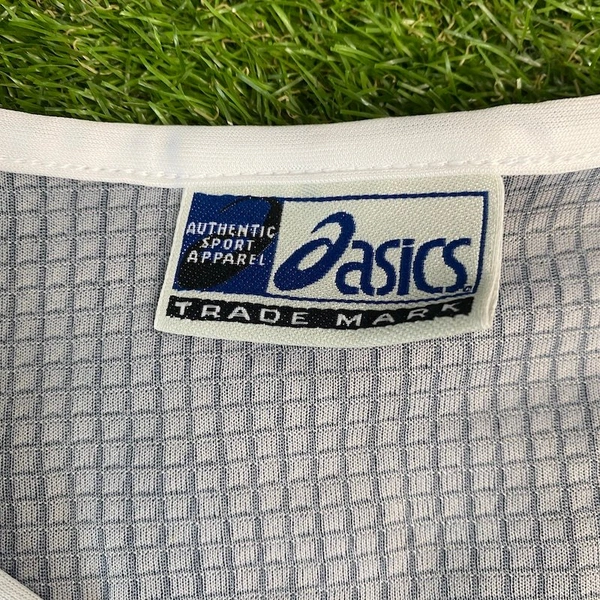 AUTHENTIC
SPORT
APPAREL
asics
TRADE MARK